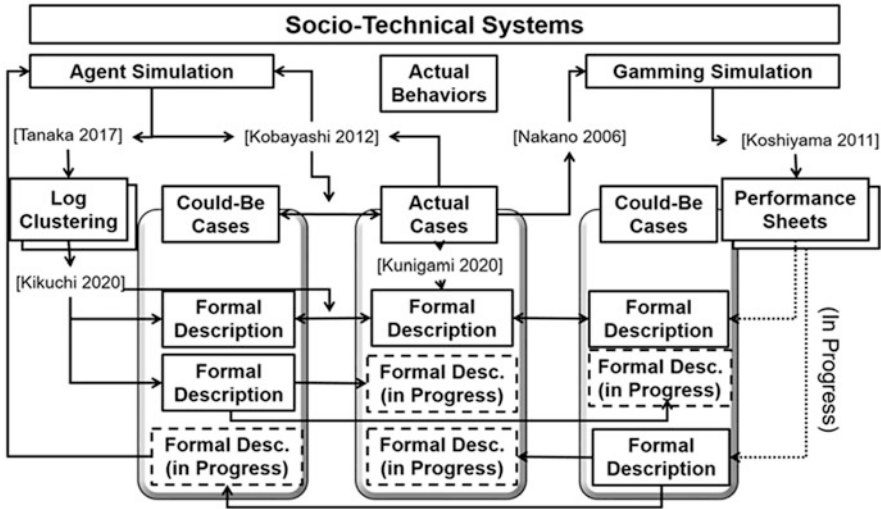 Socio-Technical Systems
Agent Simulation
Actual
Behaviors
Gamming Simulation
[Tanaka 2017]
[Kobayashi 2012]
[Nakano 2006]
[Koshiyama 2011]
Log
Clustering
Could-Be
Cases
Actual
Cases
Could-Be
Cases
Performance
Sheets
[Kunigami 2020]
[Kikuchi 2020]
Formal
Description
Formal
Description
Formal
Description
(In Progress)
Formal
Description
Formal Desc.
(in Progress)
Formal Desc.
(in Progress)
Formal Desc.
(in Progress)
Formal Desc.
(in Progress)
Formal
Description